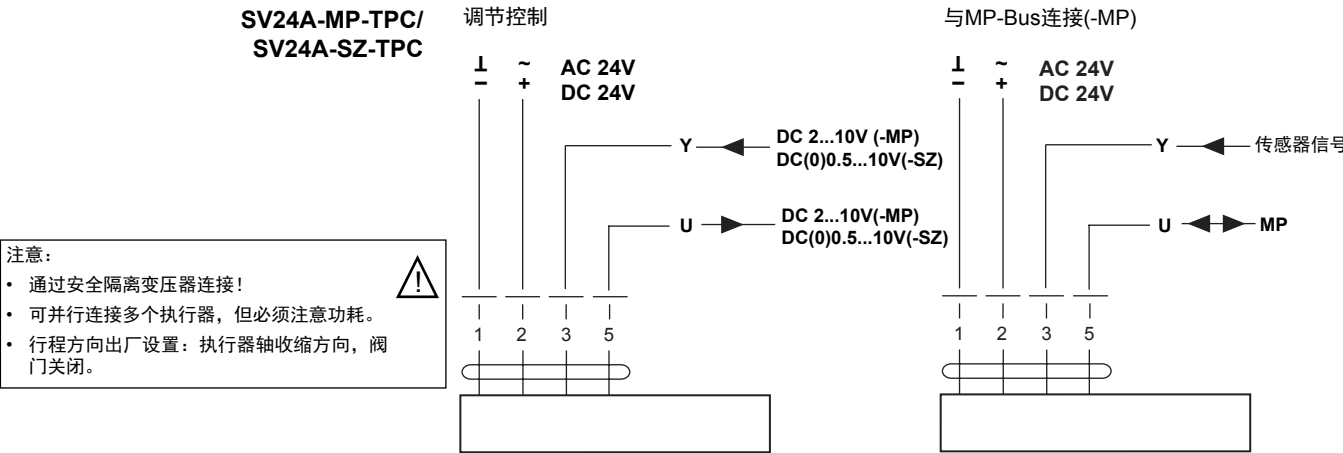 SV24A-MP-TPC/
SV24A-SZ-TPC
调节控制
⊥ ~ AC 24V
– + DC 24V
Y DC 2...10V (-MP)
DC(0)0.5...10V(-SZ)
U DC 2...10V(-MP)
DC(0)0.5...10V(-SZ)
1 2 3 5
与MP-Bus连接(-MP)
⊥ ~ AC 24V
– + DC 24V
Y 传感器信号
U MP
1 2 3 5
注意：
• 通过安全隔离变压器连接！
• 可并行连接多个执行器，但必须注意功耗。
• 行程方向出厂设置：执行器轴收缩方向，阀
门关闭。
!